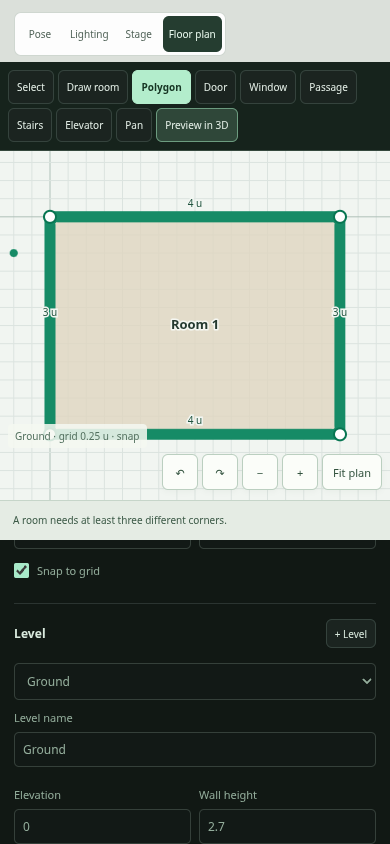 Pose Lighting Stage Floor plan
Select Draw room Polygon Door Window Passage
Stairs Elevator Pan Preview in 3D
4 u
3 u 3 u
Room 1
4 u
Ground · grid 0.25 u · snap
↶ ↷ − + Fit plan
A room needs at least three different corners.
Snap to grid
Level + Level
Ground
Level name
Ground
Elevation Wall height
0 2.7